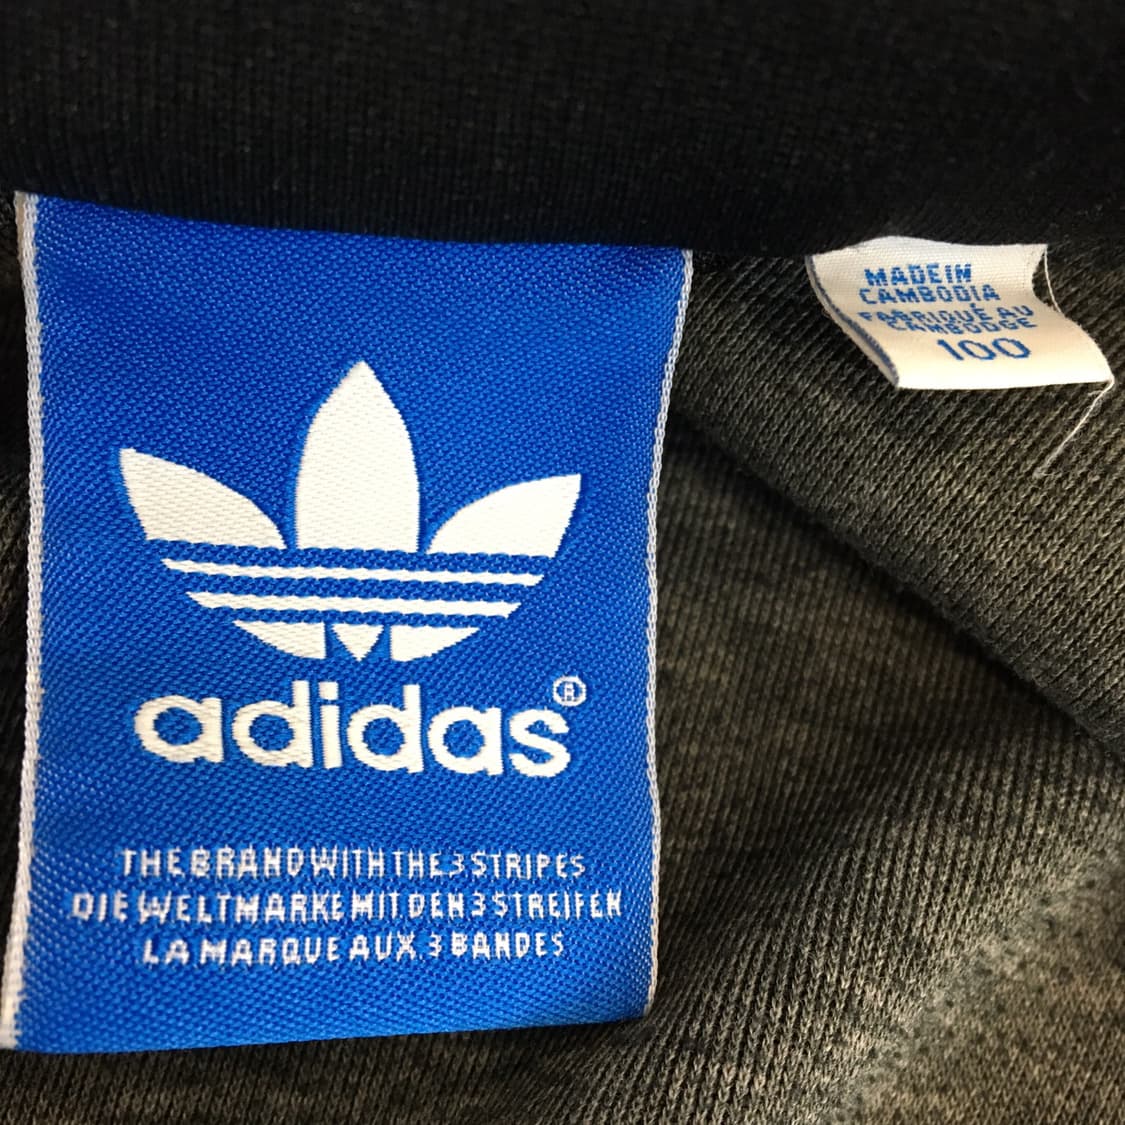 adidas®
THE BRAND WITH THE 3 STRIPES
DIE WELTMARKE MIT DEN 3 STREIFEN
LA MARQUE AUX 3 BANDES
MADE IN
CAMBODIA
FABRIQUÉ AU
CAMBODGE
100